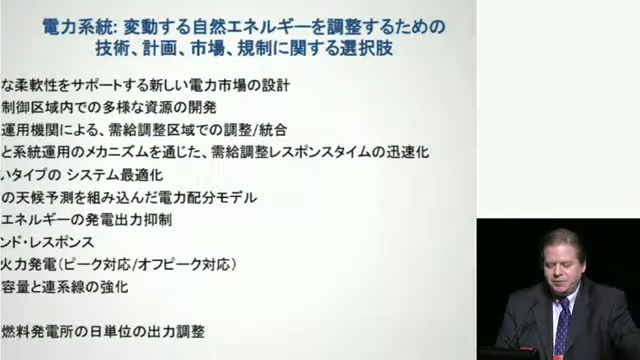 電力系統: 変動する自然エネルギーを調整するための
技術、計画、市場、規制に関する選択肢
な柔軟性をサポートする新しい電力市場の設計
制御区域内での多様な資源の開発
運用機関による、需給調整区域での調整/統合
と系統運用のメカニズムを通じた、需給調整レスポンスタイムの迅速化
いタイプの システム最適化
の天候予測を組み込んだ電力配分モデル
エネルギーの発電出力抑制
ンド・レスポンス
火力発電(ピーク対応/オフピーク対応)
容量と連系線の強化
燃料発電所の日単位の出力調整